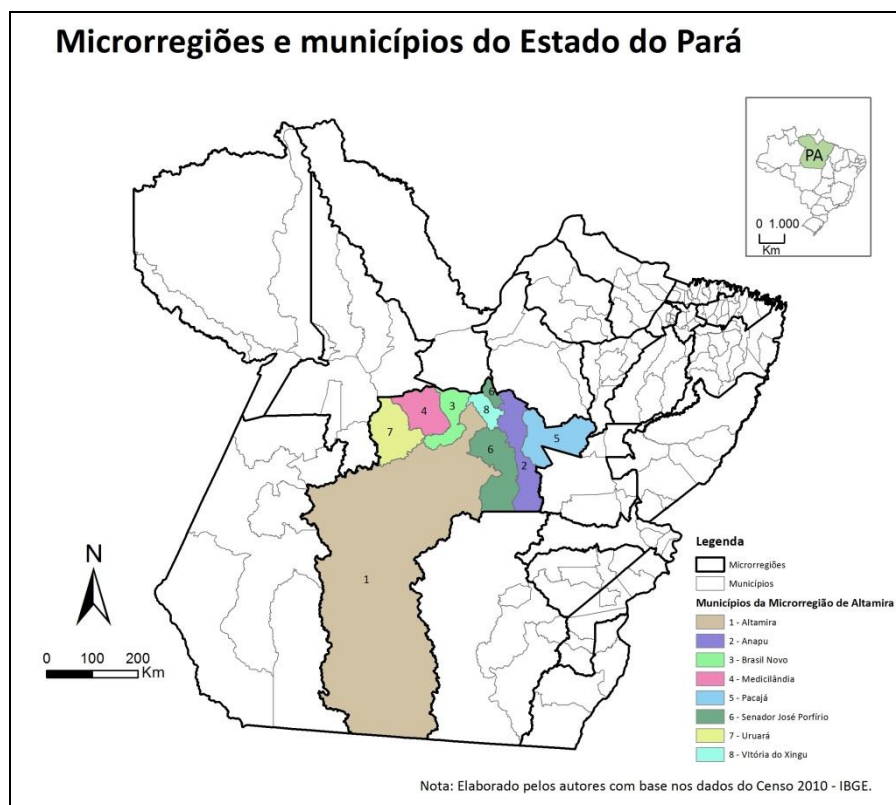 Microrregiões e municípios do Estado do Pará
PA
0 1.000
Km
6
3
8
4
5
7
6
2
1
N
0 100 200
Km
Legenda
Microrregiões
Municípios
Municípios da Microrregião de Altamira
1 - Altamira
2 - Anapu
3 - Brasil Novo
4 - Medicilândia
5 - Pacajá
6 - Senador José Porfírio
7 - Uruará
8 - VItória do Xingu
Nota: Elaborado pelos autores com base nos dados do Censo 2010 - IBGE.